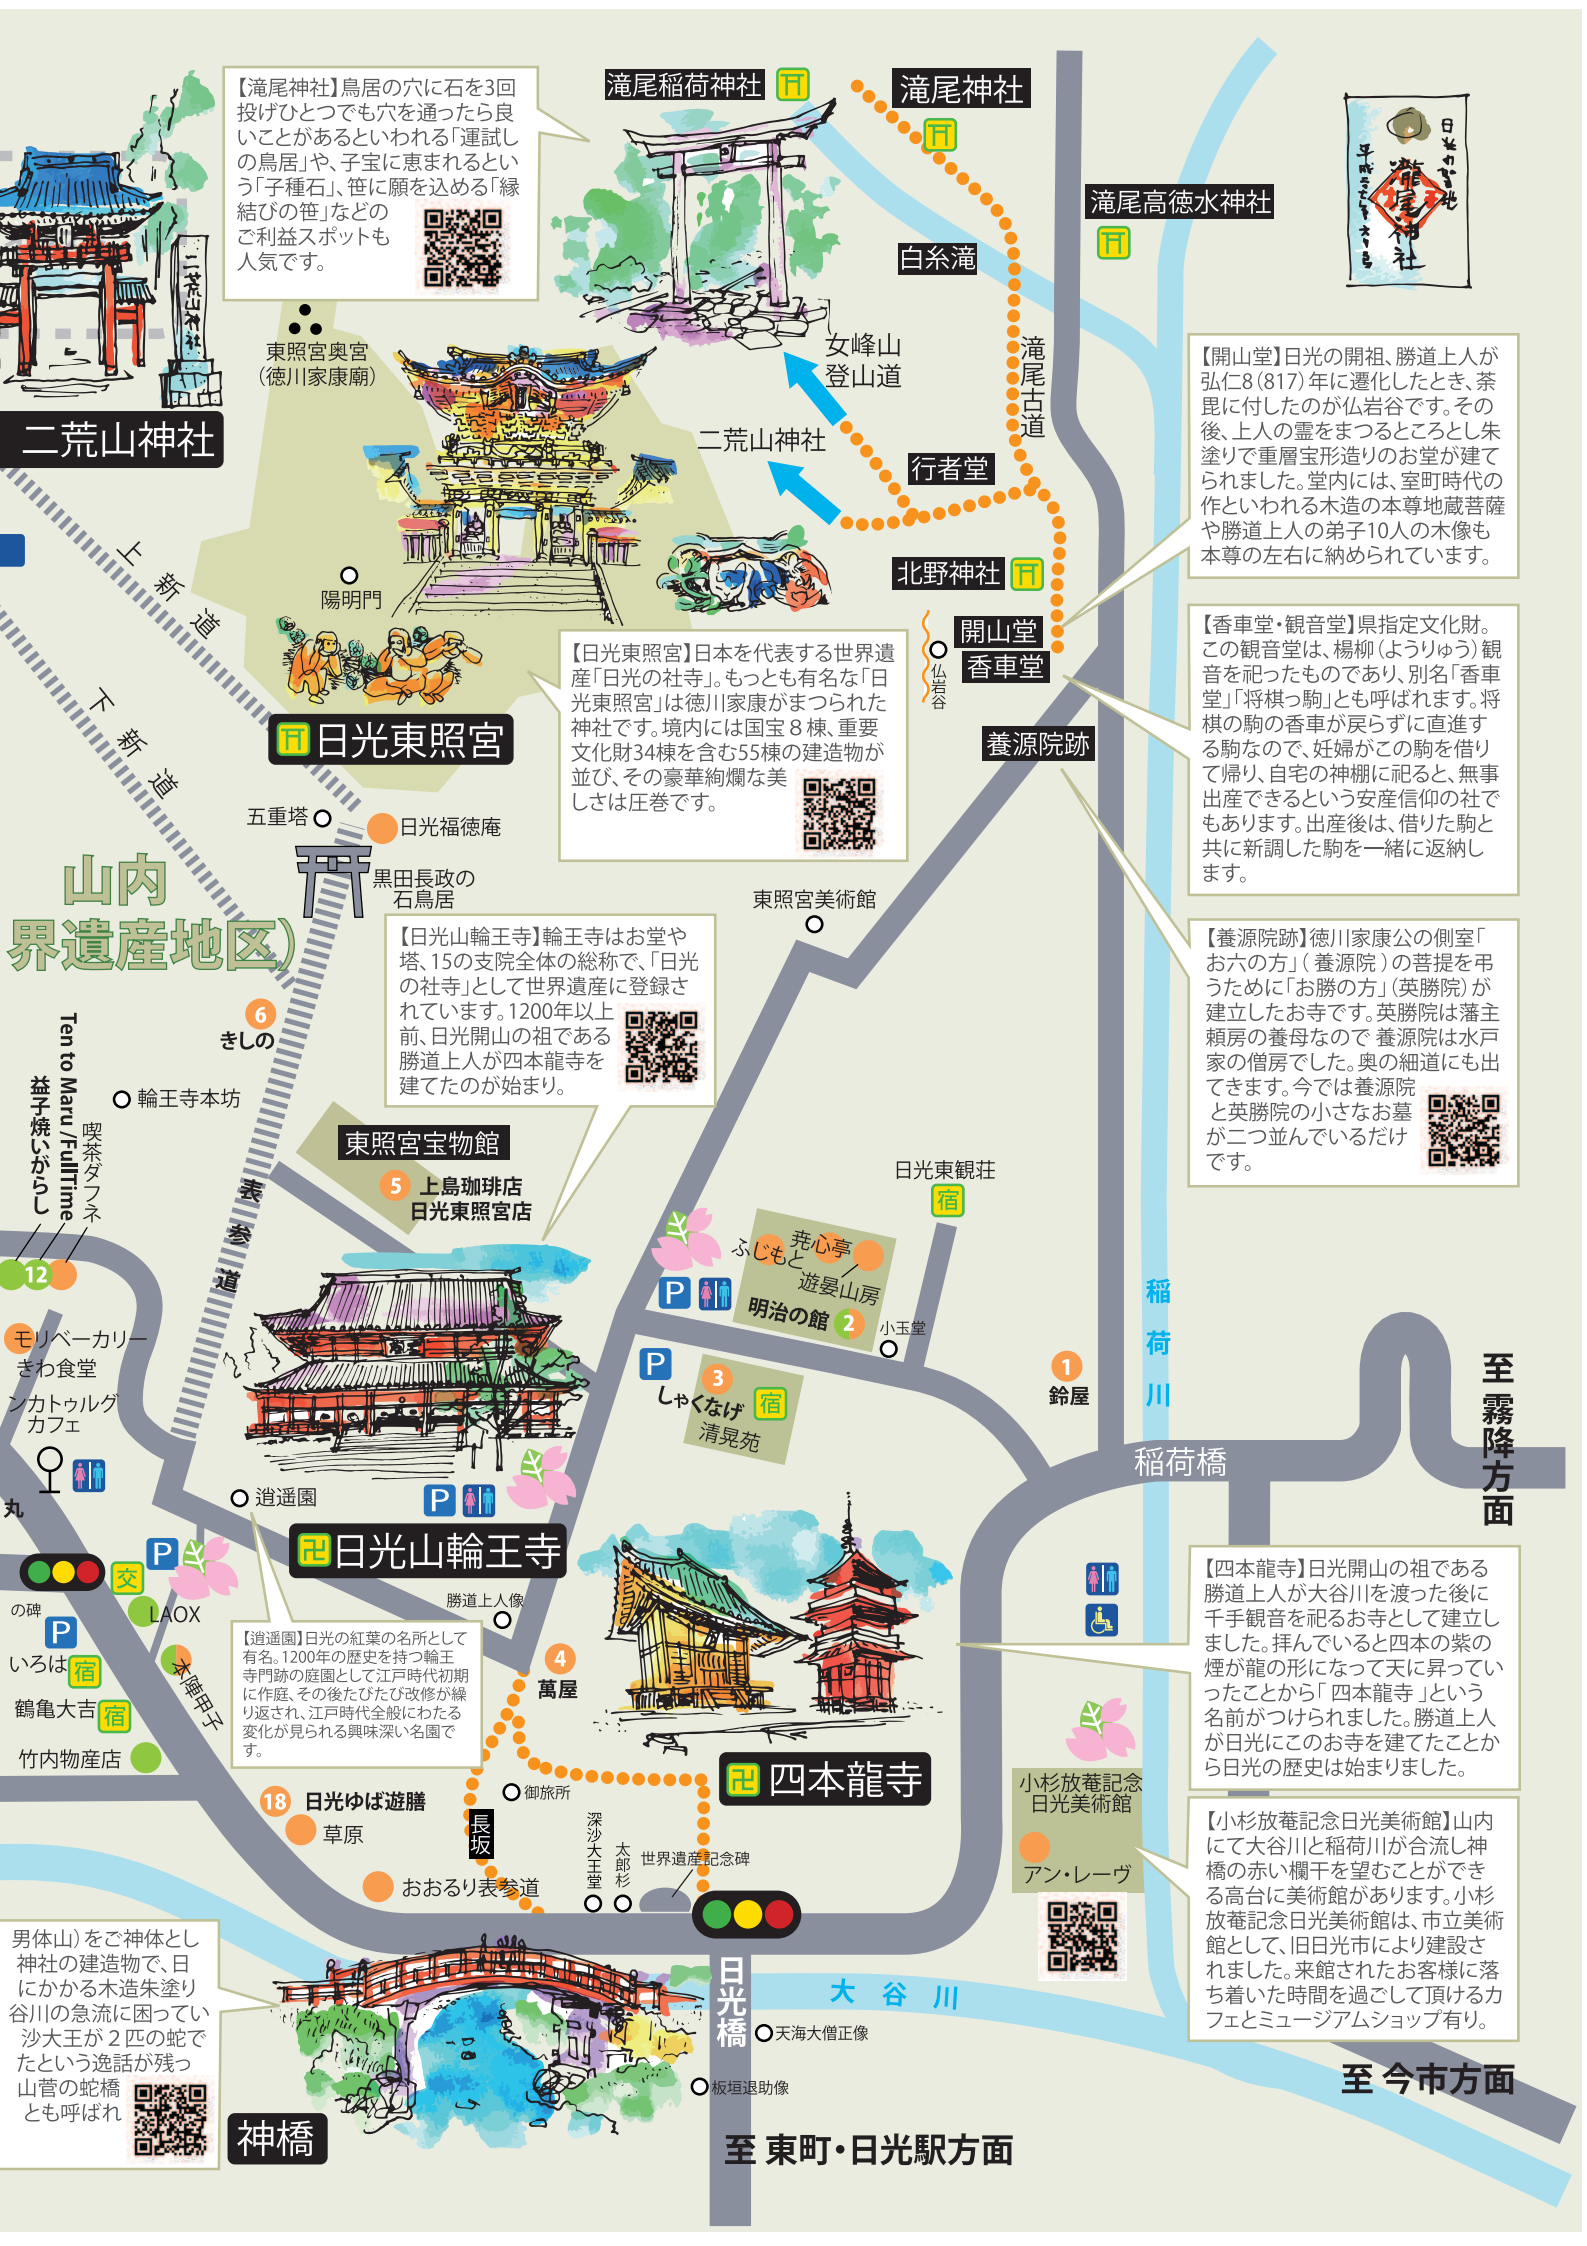 【滝尾神社】鳥居の穴に石を3回
投げひとつでも穴を通ったら良
いことがあるといわれる「運試し
の鳥居」や、子宝に恵まれるとい
う「子種石」、笹に願を込める「縁
結びの笹」などの
ご利益スポットも
人気です。
滝尾稲荷神社
滝尾神社
滝尾高徳水神社
白糸滝
日光の聖地
瀧尾神社
二荒山神社
二荒山神社
東照宮奥宮
（徳川家康廟）
女峰山
登山道
滝尾古道
二荒山神社
行者堂
北野神社
開山堂
香車堂
仏岩谷
養源院跡
【開山堂】日光の開祖、勝道上人が
弘仁8（817）年に遷化したとき、荼
毘に付したのが仏岩谷です。その
後、上人の霊をまつるところとし朱
塗りで重層宝形造りのお堂が建て
られました。堂内には、室町時代の
作といわれる木造の本尊地蔵菩薩
や勝道上人の弟子10人の木像も
本尊の左右に納められています。
【香車堂・観音堂】県指定文化財。
この観音堂は、楊柳（ようりゅう）観
音を祀ったものであり、別名「香車
堂」「将棋っ駒」とも呼ばれます。将
棋の駒の香車が戻らずに直進す
る駒なので、妊婦がこの駒を借り
て帰り、自宅の神棚に祀ると、無事
出産できるという安産信仰の社で
もあります。出産後は、借りた駒と
共に新調した駒を一緒に返納し
ます。
【養源院跡】徳川家康公の側室「
お六の方」（ 養源院 ）の菩提を弔
うために「お勝の方」（英勝院）が
建立したお寺です。英勝院は藩主
頼房の養母なので 養源院は水戸
家の僧房でした。奥の細道にも出
てきます。今では養源院
と英勝院の小さなお墓
が二つ並んでいるだけ
です。
上新道
下新道
陽明門
日光東照宮
【日光東照宮】日本を代表する世界遺
産「日光の社寺」。もっとも有名な「日
光東照宮」は徳川家康がまつられた
神社です。境内には国宝８棟、重要
文化財34棟を含む55棟の建造物が
並び、その豪華絢爛な美
しさは圧巻です。
五重塔
日光福徳庵
黒田長政の
石鳥居
山内
界遺産地区）
東照宮美術館
【日光山輪王寺】輪王寺はお堂や
塔、15の支院全体の総称で、「日光
の社寺」として世界遺産に登録さ
れています。1200年以上
前、日光開山の祖である
勝道上人が四本龍寺を
建てたのが始まり。
6
きしの
Ten to Maru /FullTime
益子焼いがらし
喫茶ダフネ
輪王寺本坊
東照宮宝物館
5
上島珈琲店
日光東照宮店
表参道
12
モリベーカリー
きわ食堂
ンカトゥルグ
カフェ
丸
日光東観荘
宿
ふじもと
尭心亭
遊晏山房
明治の館
2
小玉堂
P
P
3
しゃくなげ
宿
清晃苑
1
鈴屋
稲荷川
稲荷橋
至 霧降方面
逍遥園
P
卍日光山輪王寺
勝道上人像
P
交
LAOX
の碑
P
いろは
宿
鶴亀大吉
宿
竹内物産店
本陣甲子
【逍遥園】日光の紅葉の名所として
有名。1200年の歴史を持つ輪王
寺門跡の庭園として江戸時代初期
に作庭、その後たびたび改修が繰
り返され、江戸時代全般にわたる
変化が見られる興味深い名園で
す。
4
萬屋
卍 四本龍寺
【四本龍寺】日光開山の祖である
勝道上人が大谷川を渡った後に
千手観音を祀るお寺として建立し
ました。拝んでいると四本の紫の
煙が龍の形になって天に昇ってい
ったことから「 四本龍寺 」という
名前がつけられました。勝道上人
が日光にこのお寺を建てたことか
ら日光の歴史は始まりました。
小杉放菴記念
日光美術館
アン・レーヴ
【小杉放菴記念日光美術館】山内
にて大谷川と稲荷川が合流し神
橋の赤い欄干を望むことができ
る高台に美術館があります。小杉
放菴記念日光美術館は、市立美術
館として、旧日光市により建設さ
れました。来館されたお客様に落
ち着いた時間を過ごして頂けるカ
フェとミュージアムショップ有り。
18
日光ゆば遊膳
草原
おおるり表参道
長坂
御旅所
深沙大王堂
太郎杉
世界遺産記念碑
男体山）をご神体とし
神社の建造物で、日
にかかる木造朱塗り
谷川の急流に困ってい
沙大王が２匹の蛇で
たという逸話が残っ
山菅の蛇橋
とも呼ばれ
神橋
日光橋
大谷川
天海大僧正像
板垣退助像
至 今市方面
至 東町・日光駅方面